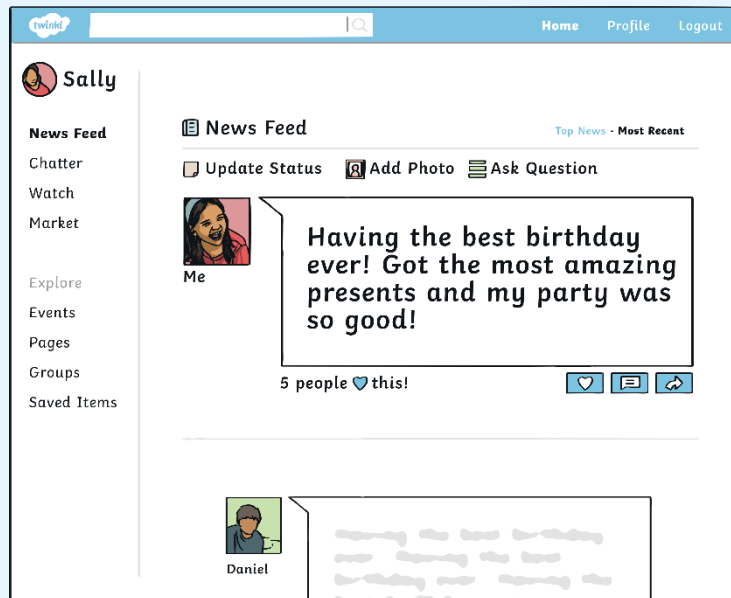 twinkl
Home Profile Logout
Sally
News Feed
Chatter
Watch
Market
Explore
Events
Pages
Groups
Saved Items
News Feed
Top News - Most Recent
Update Status Add Photo Ask Question
Me
Having the best birthday
ever! Got the most amazing
presents and my party was
so good!
5 people this!
Daniel